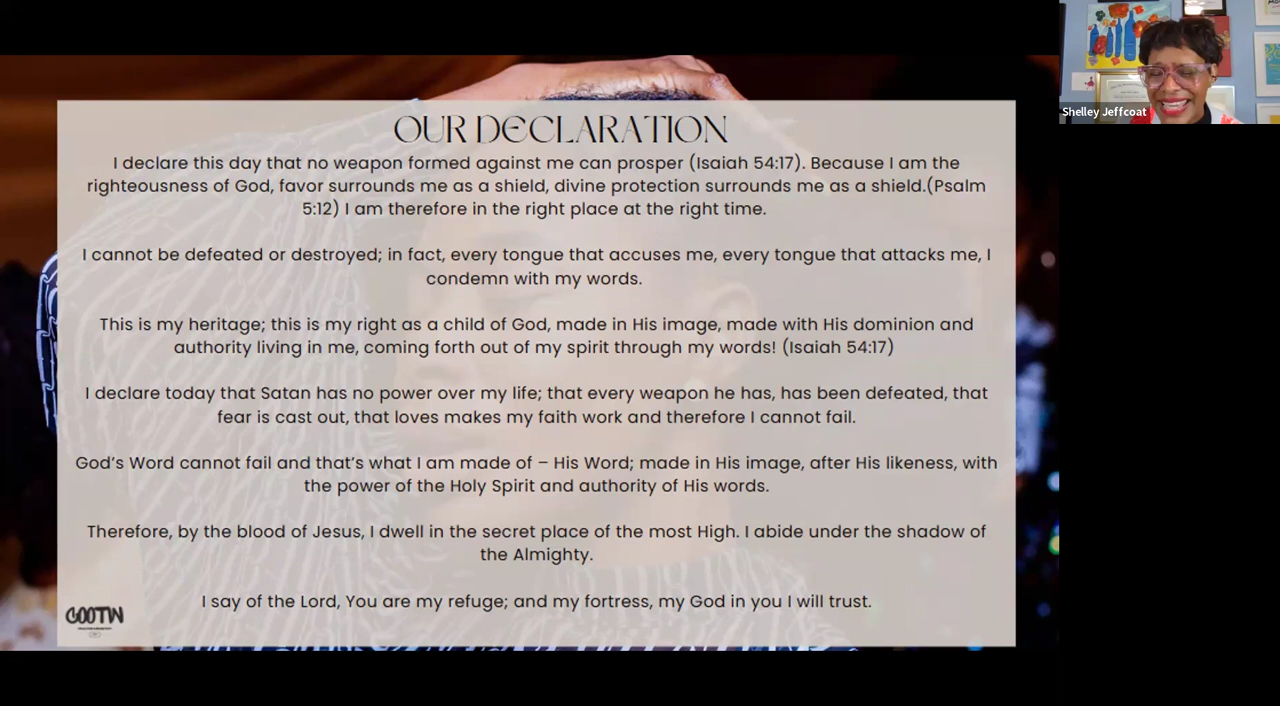 OUR DECLARATION
I declare this day that no weapon formed against me can prosper (Isaiah 54:17). Because I am the
righteousness of God, favor surrounds me as a shield, divine protection surrounds me as a shield.(Psalm
5:12) I am therefore in the right place at the right time.
I cannot be defeated or destroyed; in fact, every tongue that accuses me, every tongue that attacks me, I
condemn with my words.
This is my heritage; this is my right as a child of God, made in His image, made with His dominion and
authority living in me, coming forth out of my spirit through my words! (Isaiah 54:17)
I declare today that Satan has no power over my life; that every weapon he has, has been defeated, that
fear is cast out, that loves makes my faith work and therefore I cannot fail.
God’s Word cannot fail and that’s what I am made of – His Word; made in His image, after His likeness, with
the power of the Holy Spirit and authority of His words.
Therefore, by the blood of Jesus, I dwell in the secret place of the most High. I abide under the shadow of
the Almighty.
I say of the Lord, You are my refuge; and my fortress, my God in you I will trust.
Shelley Jeffcoat